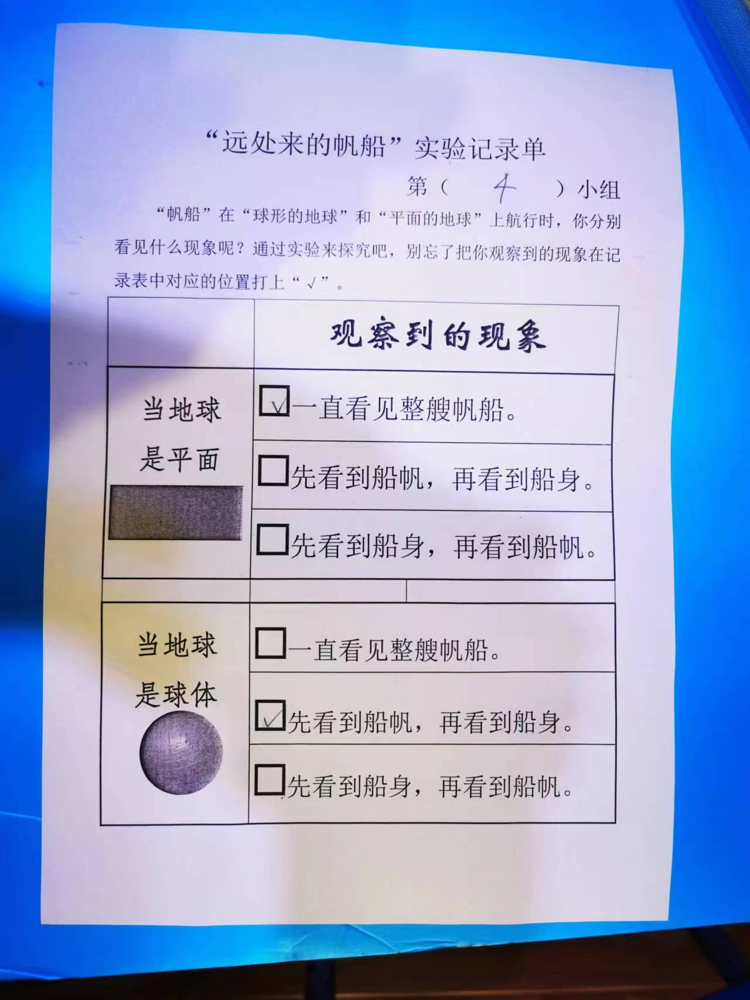 “远处来的帆船”实验记录单
第（ 4 ）小组
“帆船”在“球形的地球”和“平面的地球”上航行时，你分别
看见什么现象呢？通过实验来探究吧，别忘了把你观察到的现象在记
录表中对应的位置打上“√”。
观察到的现象
当地球
是平面
☑一直看见整艘帆船。
□先看到船帆，再看到船身。
□先看到船身，再看到船帆。
当地球
是球体
□一直看见整艘帆船。
☑先看到船帆，再看到船身。
□先看到船身，再看到船帆。